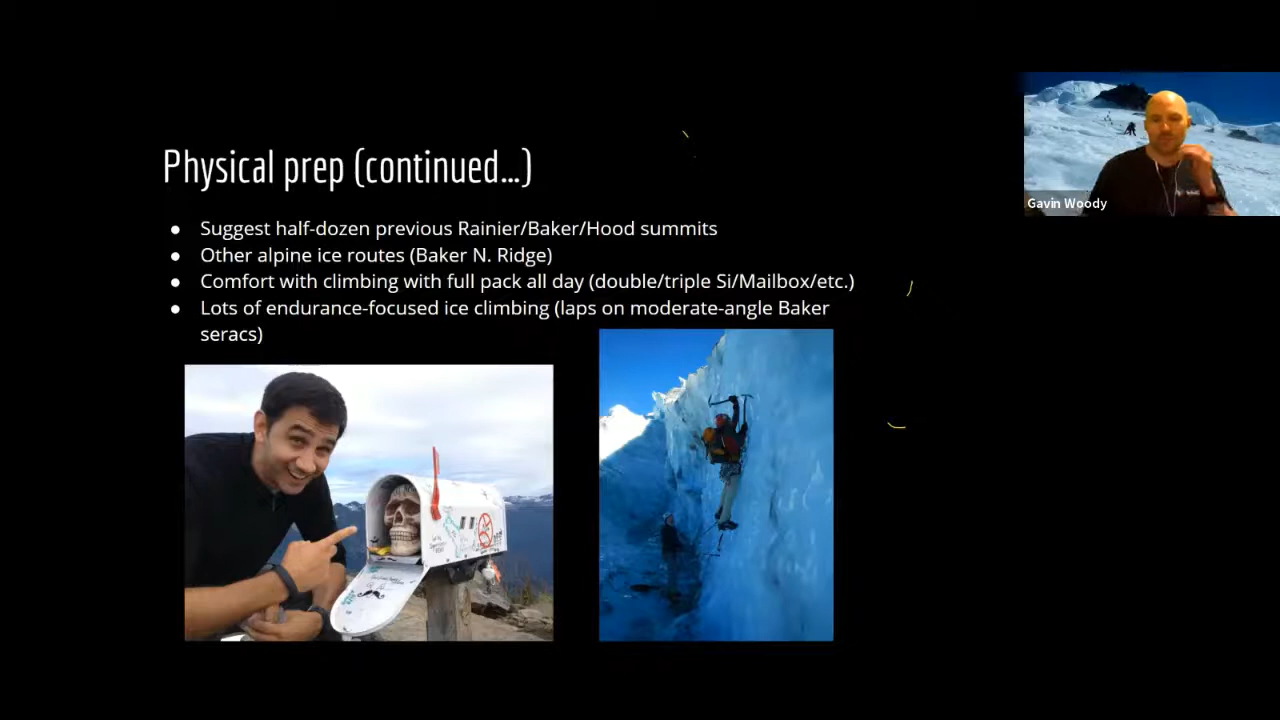 Physical prep (continued...)
● Suggest half-dozen previous Rainier/Baker/Hood summits
● Other alpine ice routes (Baker N. Ridge)
● Comfort with climbing with full pack all day (double/triple Si/Mailbox/etc.)
● Lots of endurance-focused ice climbing (laps on moderate-angle Baker
seracs)
Gavin Woody